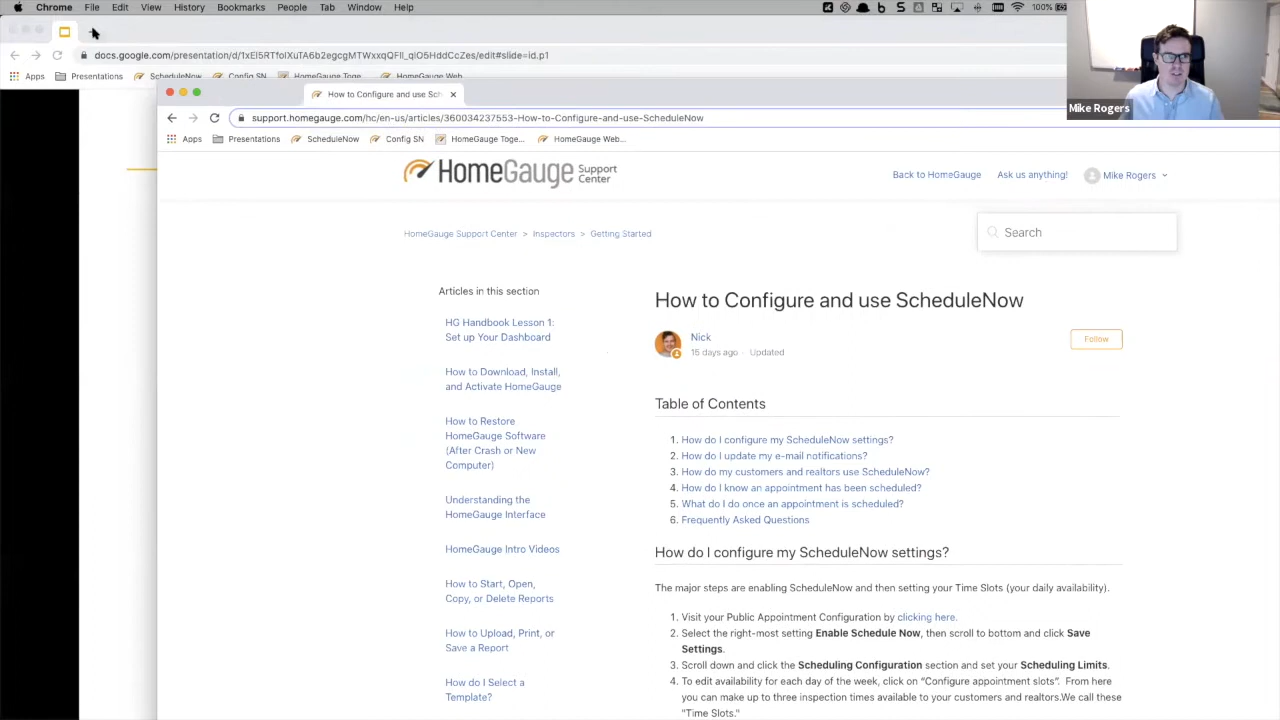 Chrome File Edit View History Bookmarks People Tab Window Help
100%
docs.google.com/presentation/d/1xEl5RTfolXuTA6b2egcgMTWxxqQFIl_qIO5HddCcZes/edit#slide=id.p1
Apps Presentations ScheduleNow Config SN HomeGauge Toge... HomeGauge Web...
How to Configure and use Sch
support.homegauge.com/hc/en-us/articles/360034237553-How-to-Configure-and-use-ScheduleNow
Apps Presentations ScheduleNow Config SN HomeGauge Toge... HomeGauge Web...
Mike Rogers
HomeGauge Support Center
Back to HomeGauge Ask us anything! Mike Rogers
HomeGauge Support Center > Inspectors > Getting Started
Search
Articles in this section
HG Handbook Lesson 1:
Set up Your Dashboard
How to Download, Install,
and Activate HomeGauge
How to Restore
HomeGauge Software
(After Crash or New
Computer)
Understanding the
HomeGauge Interface
HomeGauge Intro Videos
How to Start, Open,
Copy, or Delete Reports
How to Upload, Print, or
Save a Report
How do I Select a
Template?
How to Configure and use ScheduleNow
Nick
15 days ago · Updated
Follow
Table of Contents
1. How do I configure my ScheduleNow settings?
2. How do I update my e-mail notifications?
3. How do my customers and realtors use ScheduleNow?
4. How do I know an appointment has been scheduled?
5. What do I do once an appointment is scheduled?
6. Frequently Asked Questions
How do I configure my ScheduleNow settings?
The major steps are enabling ScheduleNow and then setting your Time Slots (your daily availability).
1. Visit your Public Appointment Configuration by clicking here.
2. Select the right-most setting Enable Schedule Now, then scroll to bottom and click Save
Settings.
3. Scroll down and click the Scheduling Configuration section and set your Scheduling Limits.
4. To edit availability for each day of the week, click on “Configure appointment slots”. From here
you can make up to three inspection times available to your customers and realtors.We call these
"Time Slots."